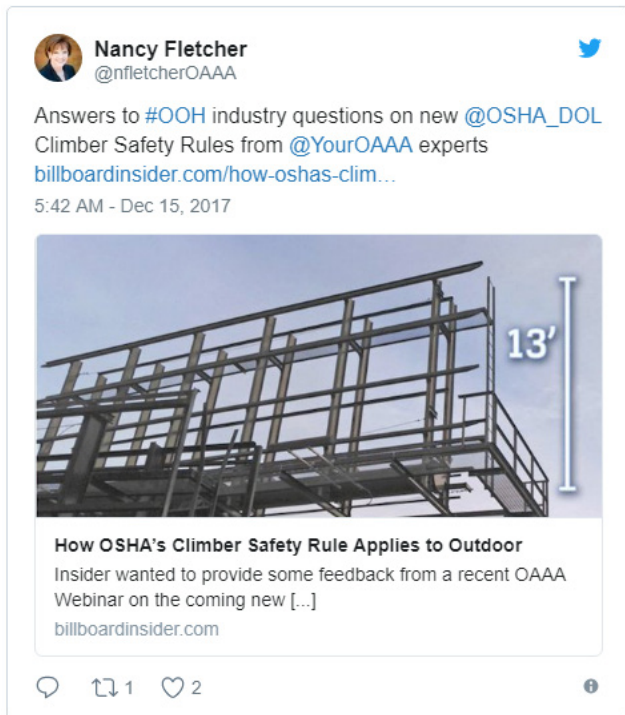 Nancy Fletcher
@nfletcherOAAA
Answers to #OOH industry questions on new @OSHA_DOL
Climber Safety Rules from @YourOAAA experts
billboardinsider.com/how-oshas-clim…
5:42 AM - Dec 15, 2017
13'
How OSHA's Climber Safety Rule Applies to Outdoor
Insider wanted to provide some feedback from a recent OAAA
Webinar on the coming new [...]
billboardinsider.com
1 2